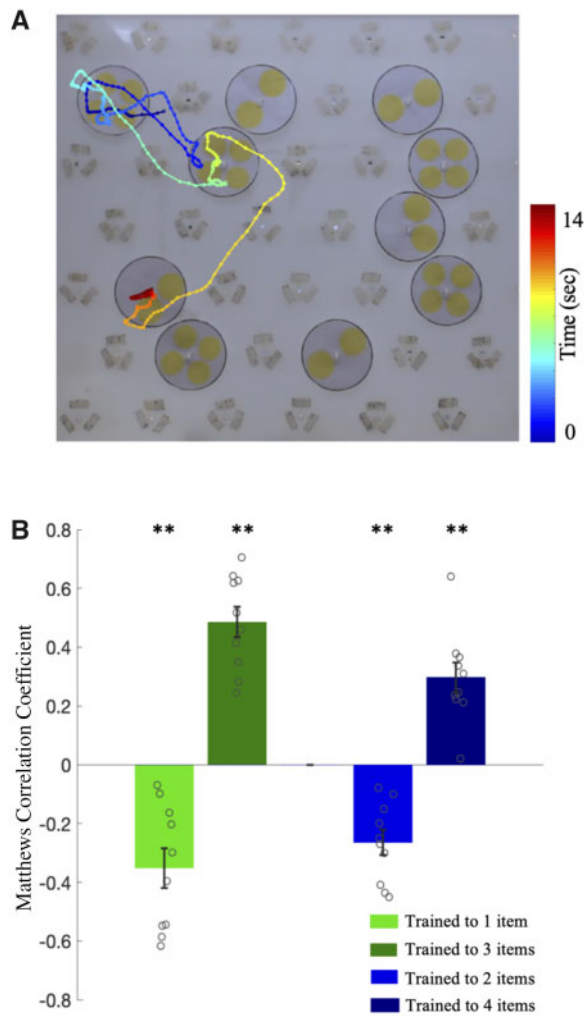 A
14
Time (sec)
0
B
** ** ** **
0.8
0.6
0.4
0.2
0
-0.2
-0.4
-0.6
-0.8
Matthews Correlation Coefficient
Trained to 1 item
Trained to 3 items
Trained to 2 items
Trained to 4 items